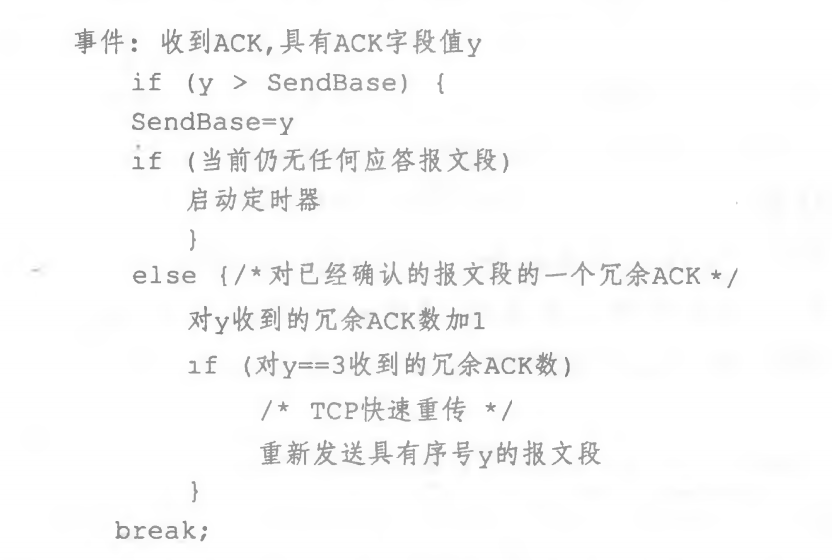 事件: 收到ACK,具有ACK字段值y
if (y > SendBase) {
SendBase=y
if (当前仍无任何应答报文段)
启动定时器
}
else {/*对已经确认的报文段的一个冗余ACK*/
对y收到的冗余ACK数加1
if (对y==3收到的冗余ACK数)
/* TCP快速重传 */
重新发送具有序号y的报文段
}
break;